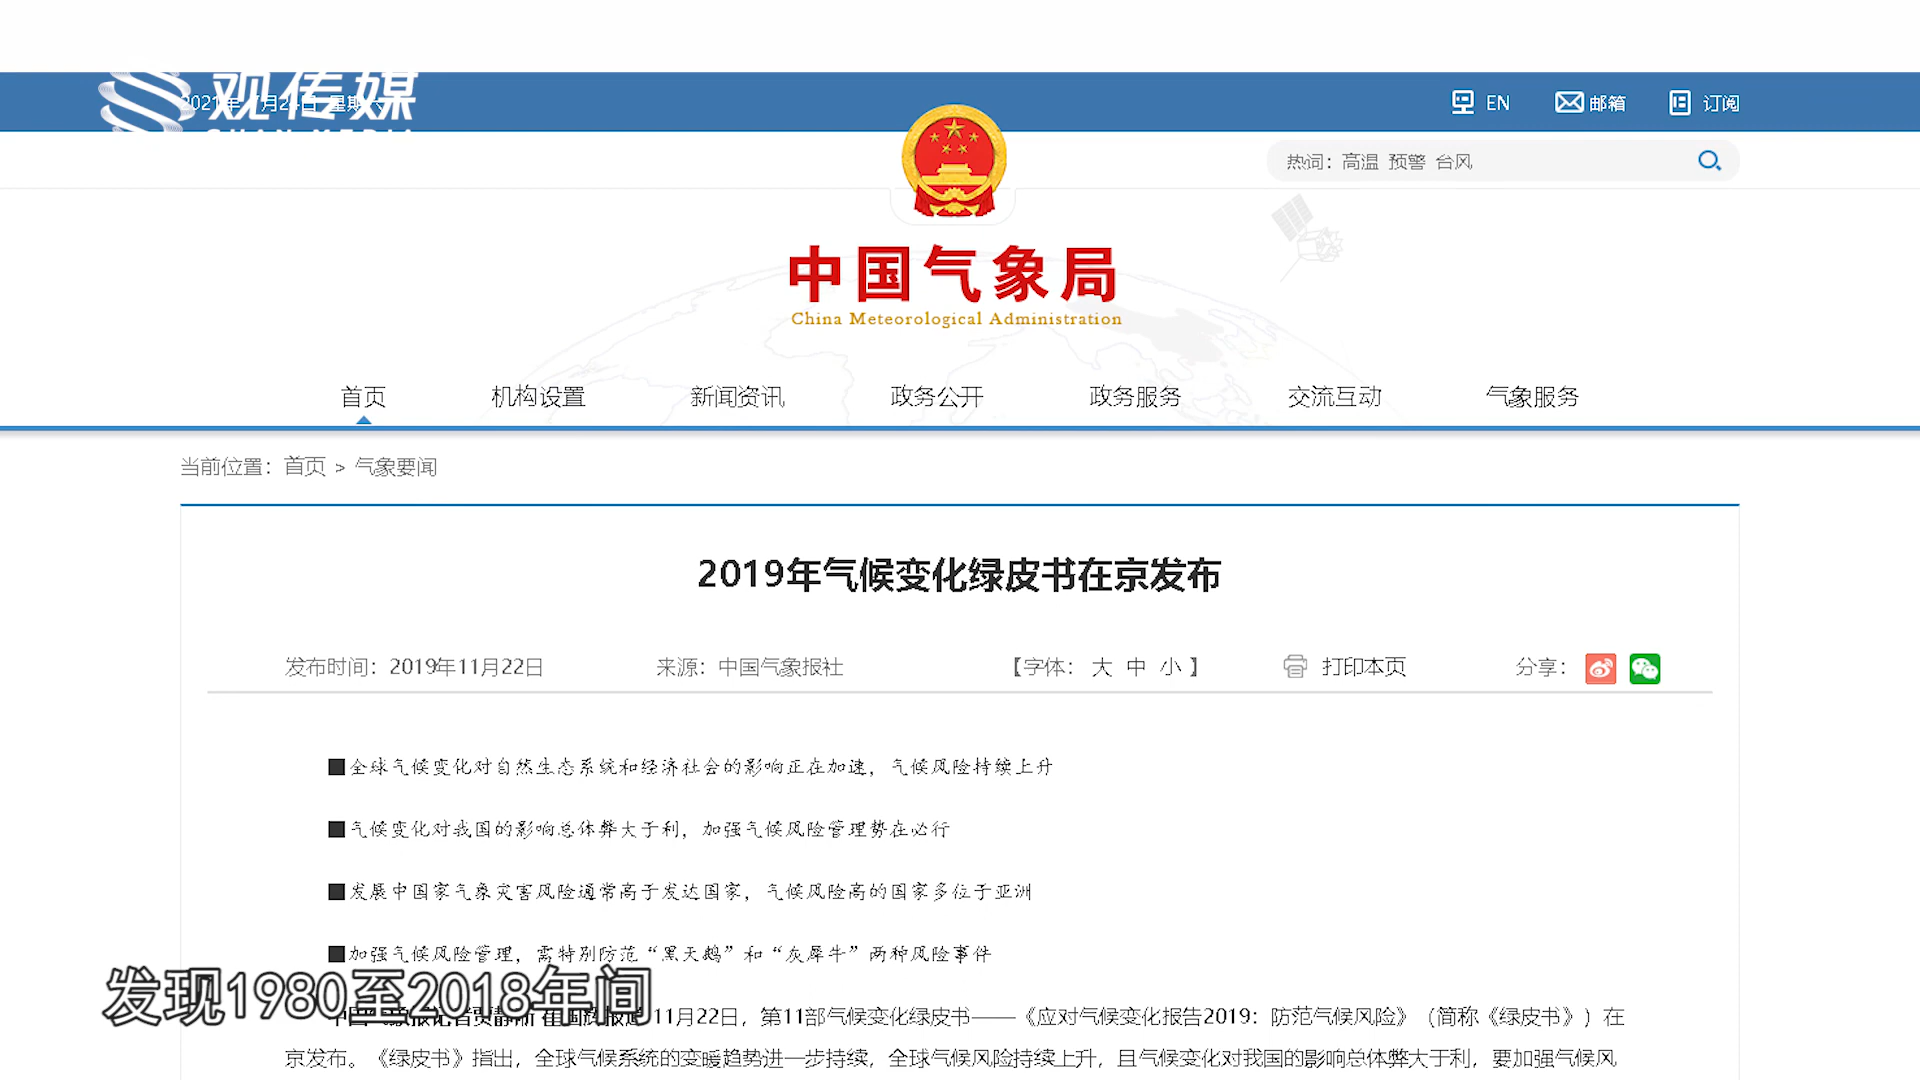 观传媒
GUAN MEDIA
2021年7月24日 星期六
EN 邮箱 订阅
热词：高温 预警 台风
中国气象局
China Meteorological Administration
首页 机构设置 新闻资讯 政务公开 政务服务 交流互动 气象服务
当前位置：首页 > 气象要闻
2019年气候变化绿皮书在京发布
发布时间：2019年11月22日 来源：中国气象报社 【字体： 大 中 小 】 打印本页 分享：
■全球气候变化对自然生态系统和经济社会的影响正在加速，气候风险持续上升
■气候变化对我国的影响总体弊大于利，加强气候风险管理势在必行
■发展中国家气象灾害风险通常高于发达国家，气候风险高的国家多位于亚洲
■加强气候风险管理，需特别防范“黑天鹅”和“灰犀牛”两种风险事件
发现1980至2018年间
11月22日，第11部气候变化绿皮书——《应对气候变化报告2019：防范气候风险》（简称《绿皮书》）在
京发布。《绿皮书》指出，全球气候系统的变暖趋势进一步持续，全球气候风险持续上升，且气候变化对我国的影响总体弊大于利，要加强气候风